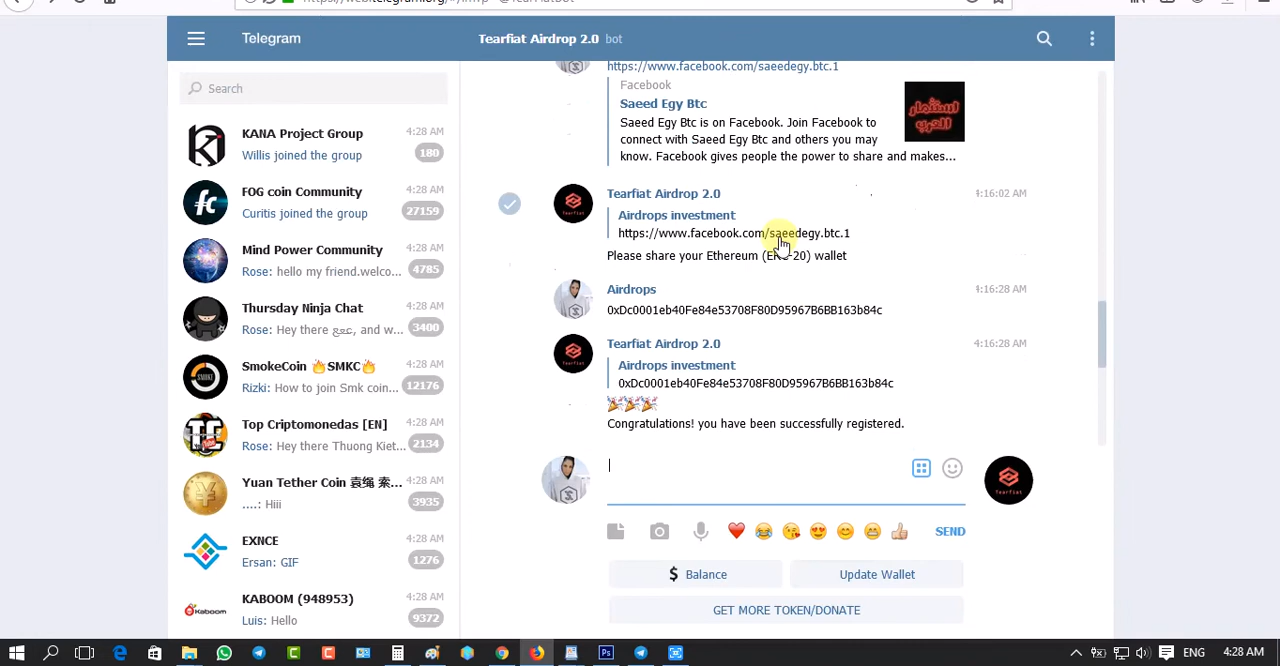 Telegram
Tearfiat Airdrop 2.0 bot
Search
KANA Project Group 4:28 AM
Willis joined the group 180
FOG coin Community 4:28 AM
Curitis joined the group 27159
Mind Power Community 4:28 AM
Rose: hello my friend.welco... 4785
Thursday Ninja Chat 4:28 AM
Rose: Hey there ععع, and w... 3400
SmokeCoin 🔥SMKC🔥 4:28 AM
Rizki: How to join Smk coin... 12176
Top Criptomonedas [EN] 4:28 AM
Rose: Hey there Thuong Kiet... 2134
Yuan Tether Coin 袁绳 索... 4:28 AM
....: Hiii 3935
EXNCE 4:28 AM
Ersan: GIF 1276
KABOOM (948953) 4:28 AM
Luis: Hello 9372
https://www.facebook.com/saeedegy.btc.1
Facebook
Saeed Egy Btc
Saeed Egy Btc is on Facebook. Join Facebook to
connect with Saeed Egy Btc and others you may
know. Facebook gives people the power to share and makes...
استثمار
العرب
Tearfiat Airdrop 2.0 4:16:02 AM
Airdrops investment
https://www.facebook.com/saeedegy.btc.1
Please share your Ethereum (ERC-20) wallet
Airdrops 4:16:28 AM
0xDc0001eb40Fe84e53708F80D95967B6BB163b84c
Tearfiat Airdrop 2.0 4:16:28 AM
Airdrops investment
0xDc0001eb40Fe84e53708F80D95967B6BB163b84c
🎉🎉🎉
Congratulations! you have been successfully registered.
SEND
$ Balance
Update Wallet
GET MORE TOKEN/DONATE
ENG 4:28 AM